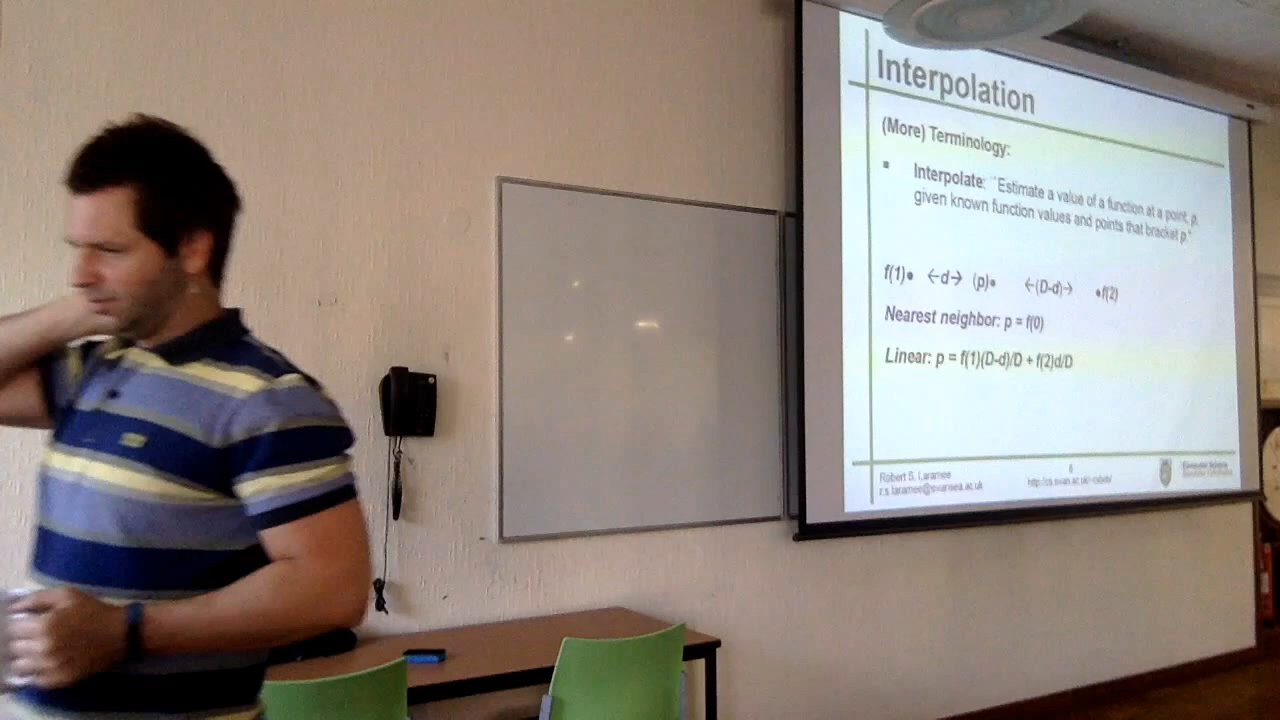 Interpolation
(More) Terminology:
▪ Interpolate: ¨Estimate a value of a function at a point, p,
given known function values and points that bracket p.¨
f(1)● ←d→ (p)● ←(D-d)→ ●f(2)
Nearest neighbor: p = f(0)
Linear: p = f(1)(D-d)/D + f(2)d/D
Robert S. Laramee
r.s.laramee@swansea.ac.uk
6